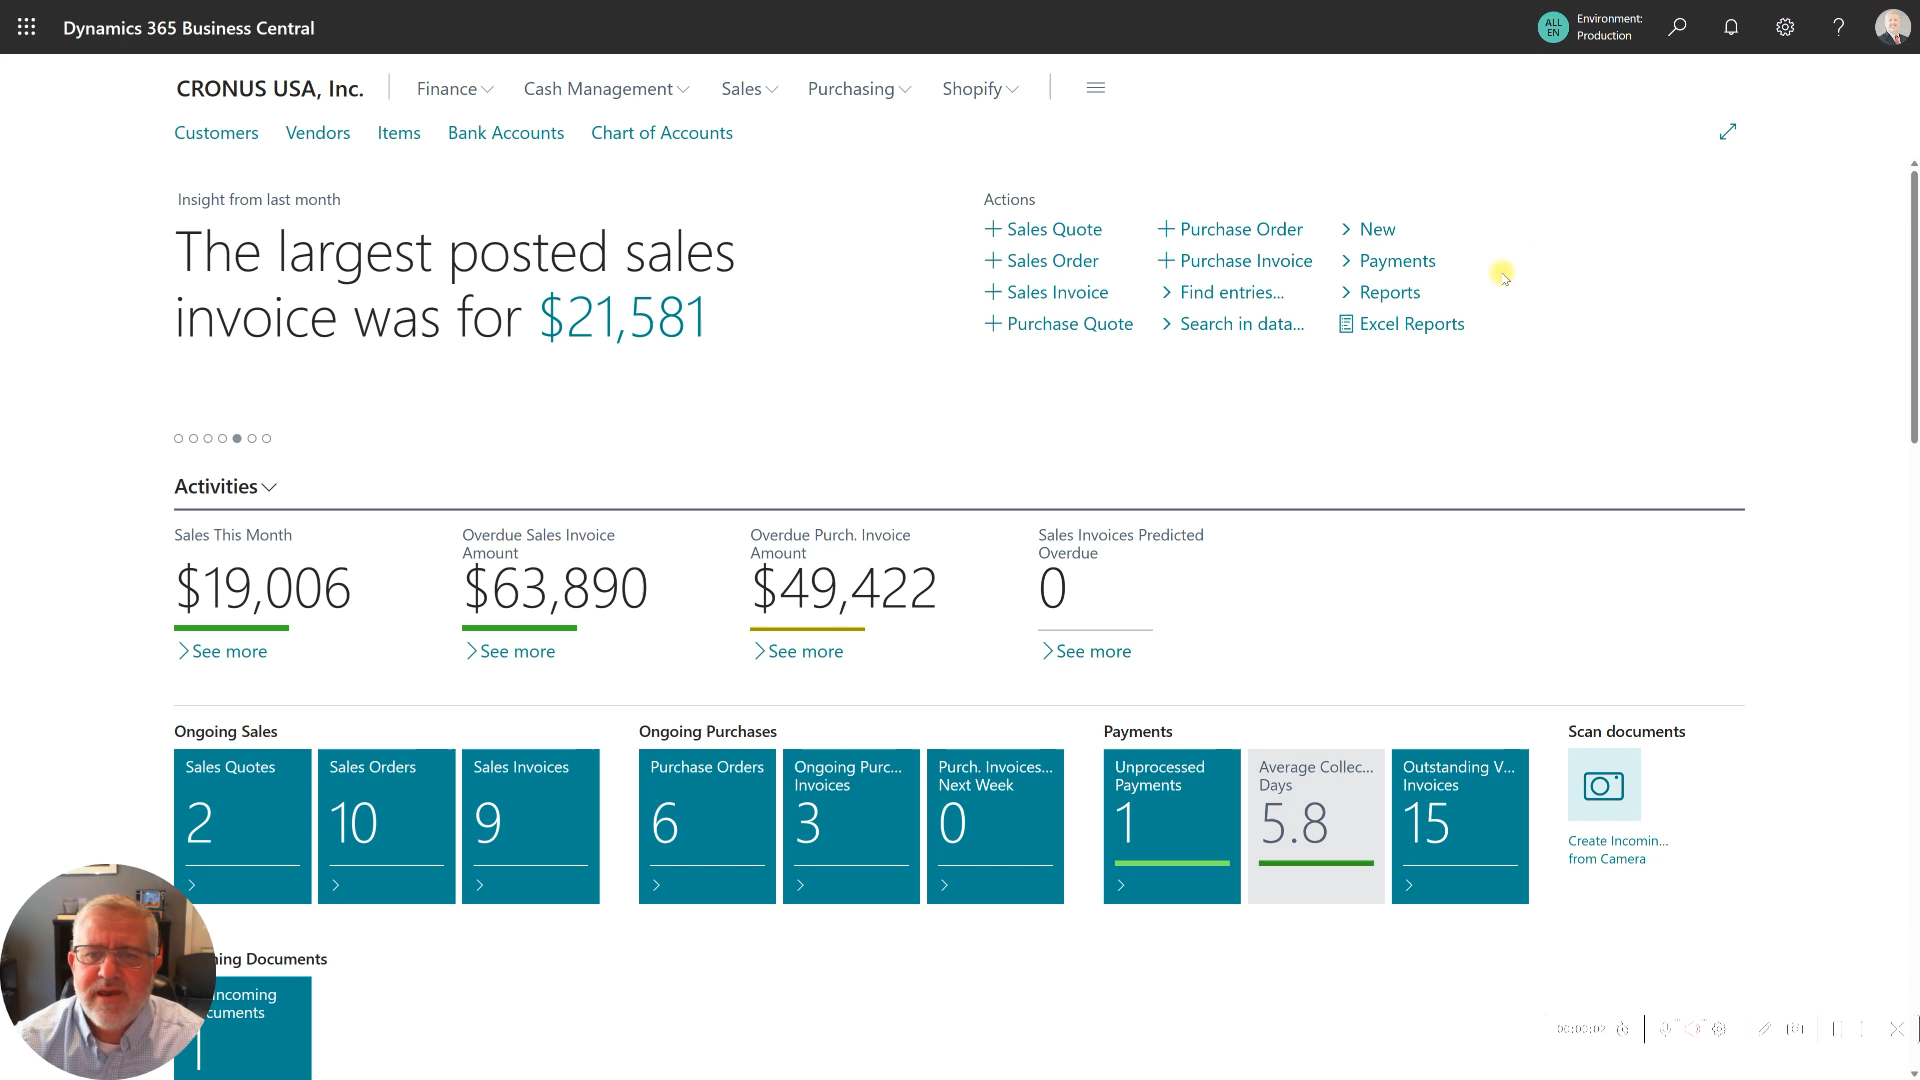 Dynamics 365 Business Central
ALL
EN
Environment:
Production
CRONUS USA, Inc.
Finance
Cash Management
Sales
Purchasing
Shopify
Customers
Vendors
Items
Bank Accounts
Chart of Accounts
Insight from last month
The largest posted sales
invoice was for $21,581
Actions
+ Sales Quote
+ Sales Order
+ Sales Invoice
+ Purchase Quote
+ Purchase Order
+ Purchase Invoice
> Find entries...
> Search in data...
> New
> Payments
> Reports
Excel Reports
Activities
Sales This Month
$19,006
>See more
Overdue Sales Invoice
Amount
$63,890
>See more
Overdue Purch. Invoice
Amount
$49,422
>See more
Sales Invoices Predicted
Overdue
0
>See more
Ongoing Sales
Sales Quotes
2
Sales Orders
10
Sales Invoices
9
Ongoing Purchases
Purchase Orders
6
Ongoing Purc...
Invoices
3
Purch. Invoices...
Next Week
0
Payments
Unprocessed
Payments
1
Average Collec...
Days
5.8
Outstanding V...
Invoices
15
Scan documents
Create Incomin...
from Camera
ing Documents
ncoming
cuments
1
00:00:02